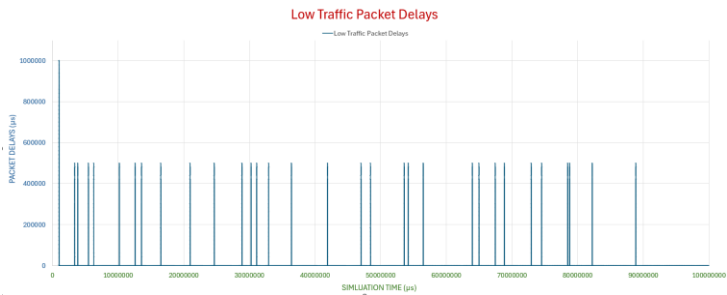 Low Traffic Packet Delays
Low Traffic Packet Delays
1000000
800000
600000
400000
200000
0
PACKET DELAYS (µs)
0 10000000 20000000 30000000 40000000 50000000 60000000 70000000 80000000 90000000 100000000
SIMLUATION TIME (µs)